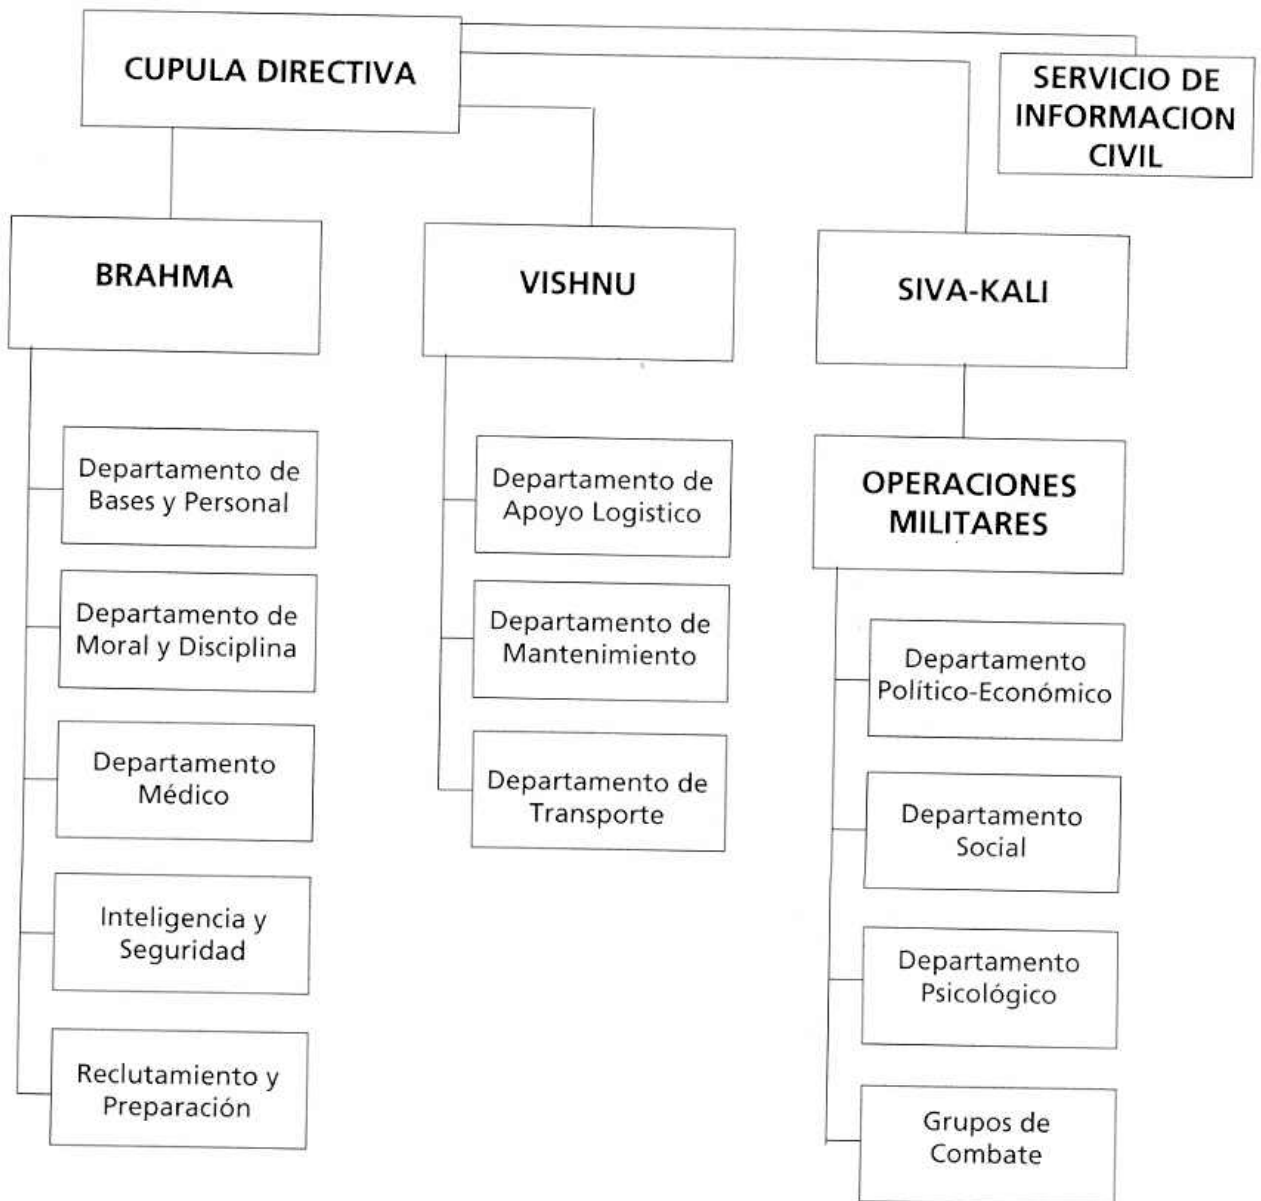 CUPULA DIRECTIVA
SERVICIO DE
INFORMACION
CIVIL
BRAHMA
VISHNU
SIVA-KALI
Departamento de
Bases y Personal
Departamento de
Moral y Disciplina
Departamento
Médico
Inteligencia y
Seguridad
Reclutamiento y
Preparación
Departamento de
Apoyo Logistico
Departamento de
Mantenimiento
Departamento de
Transporte
OPERACIONES
MILITARES
Departamento
Político-Económico
Departamento
Social
Departamento
Psicológico
Grupos de
Combate